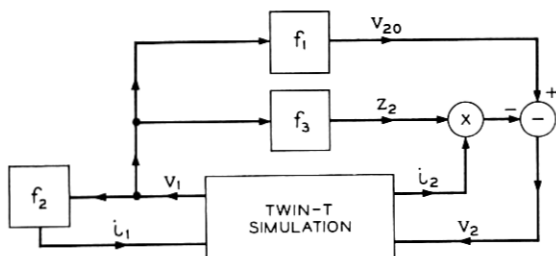 f₁
v₂₀
+
f₃
z₂
x
−
−
f₂
v₁
i₂
TWIN-T
SIMULATION
i₁
v₂